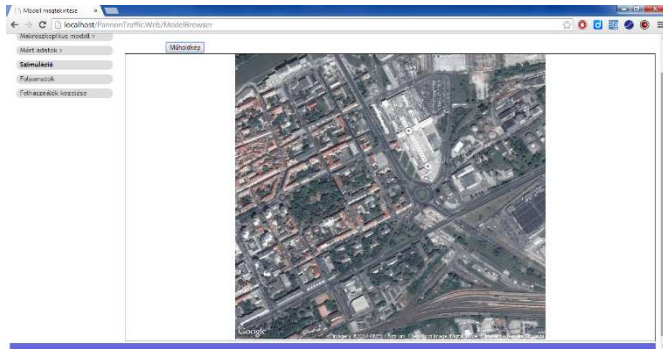 Modell megtekintése
localhost/PannonTraffic.Web/ModelBrowser
Makroszkopikus modell >
Mért adatok >
Szimuláció
Folyamatok
Felhasználók kezelése
Műholdkép
Google